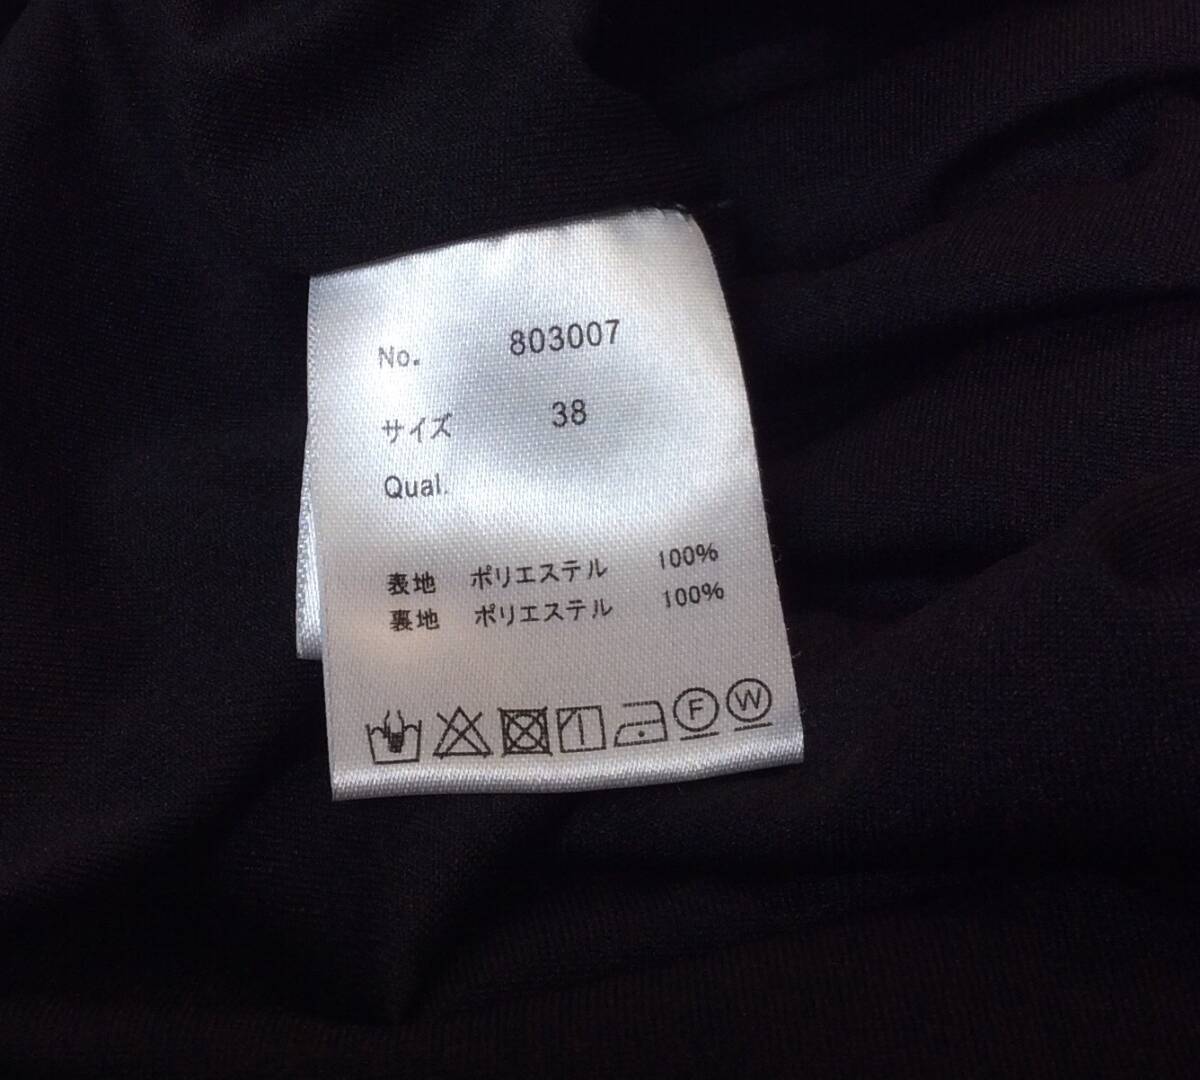 No. 803007
サイズ 38
Qual.
表地 ポリエステル 100%
裏地 ポリエステル 100%
F W